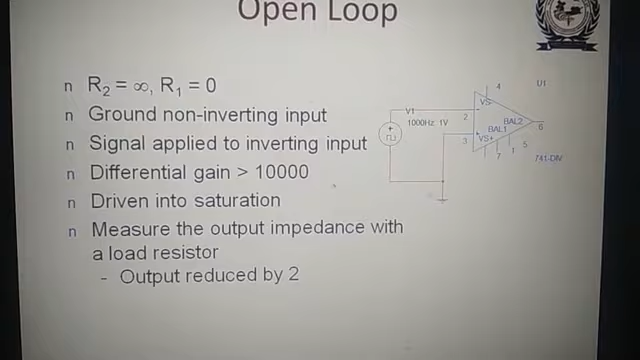 Open Loop
n R₂ = ∞, R₁ = 0
n Ground non-inverting input
n Signal applied to inverting input
n Differential gain > 10000
n Driven into saturation
n Measure the output impedance with
a load resistor
- Output reduced by 2
4
U1
V1
VS-
1000Hz 1V
2
-
BAL2
6
BAL1
3
+
VS+
7
1
5
741-DIV